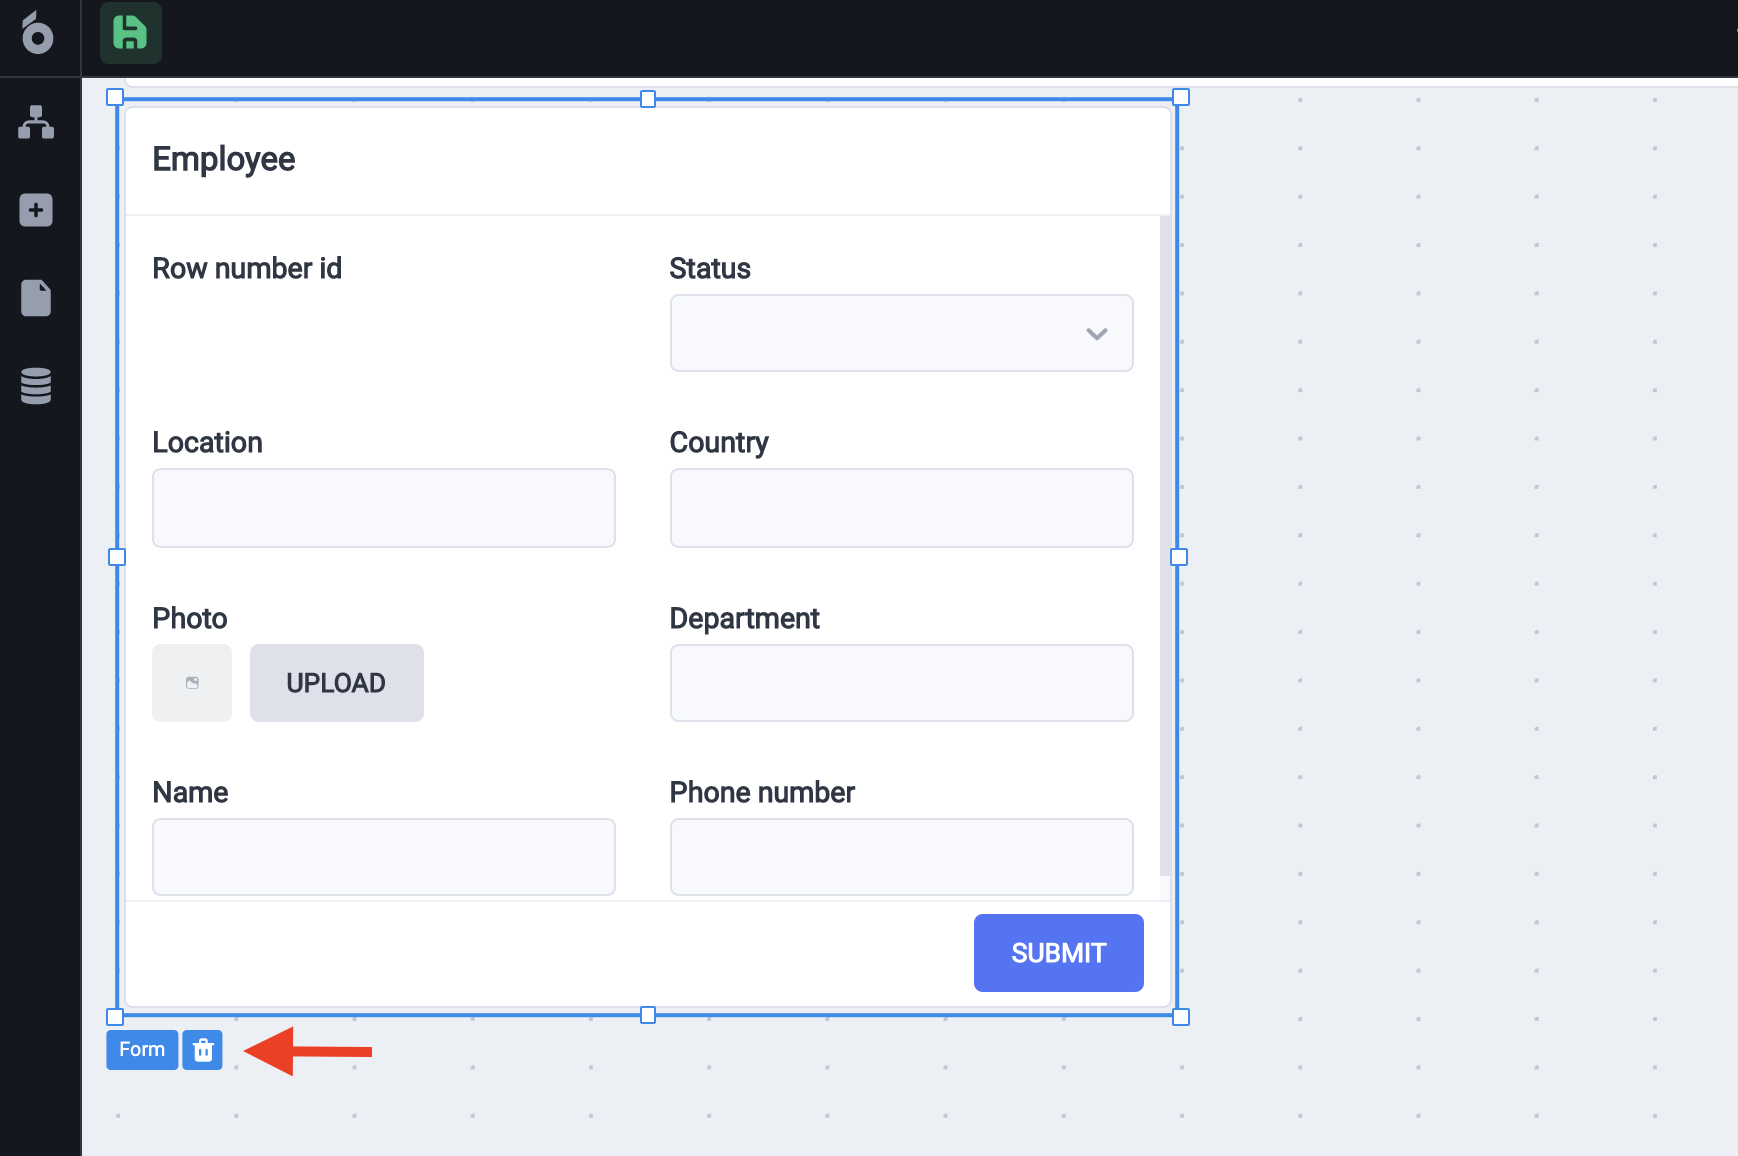 Employee
Row number id
Status
Location
Country
Photo
UPLOAD
Department
Name
Phone number
SUBMIT
Form